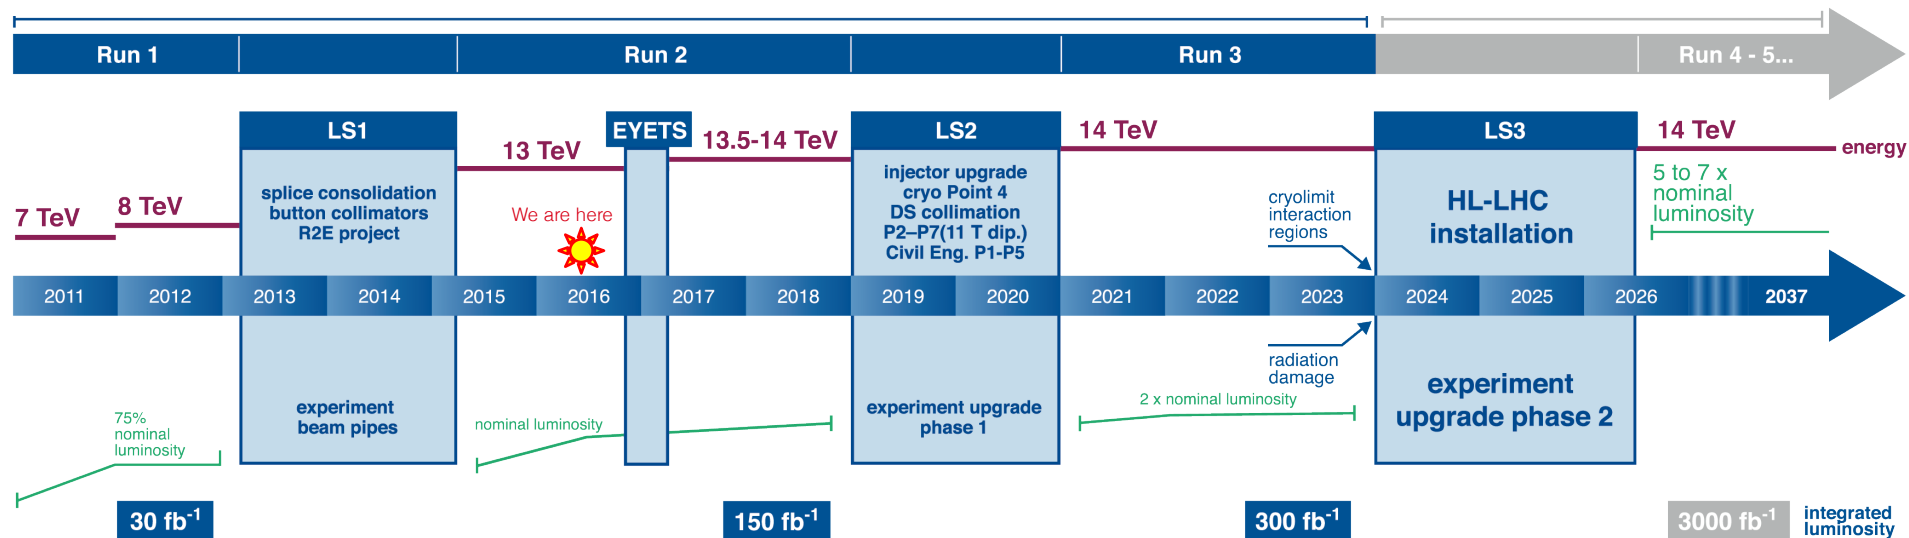 Run 1
Run 2
Run 3
Run 4 - 5...
LS1
EYETS
LS2
LS3
7 TeV
8 TeV
13 TeV
13.5-14 TeV
14 TeV
14 TeV
energy
splice consolidation
button collimators
R2E project
We are here
injector upgrade
cryo Point 4
DS collimation
P2–P7(11 T dip.)
Civil Eng. P1-P5
cryolimit
interaction
regions
HL-LHC
installation
5 to 7 x
nominal
luminosity
2011
2012
2013
2014
2015
2016
2017
2018
2019
2020
2021
2022
2023
2024
2025
2026
2037
75%
nominal
luminosity
experiment
beam pipes
nominal luminosity
experiment upgrade
phase 1
2 x nominal luminosity
radiation
damage
experiment
upgrade phase 2
30 fb-1
150 fb-1
300 fb-1
3000 fb-1
integrated
luminosity